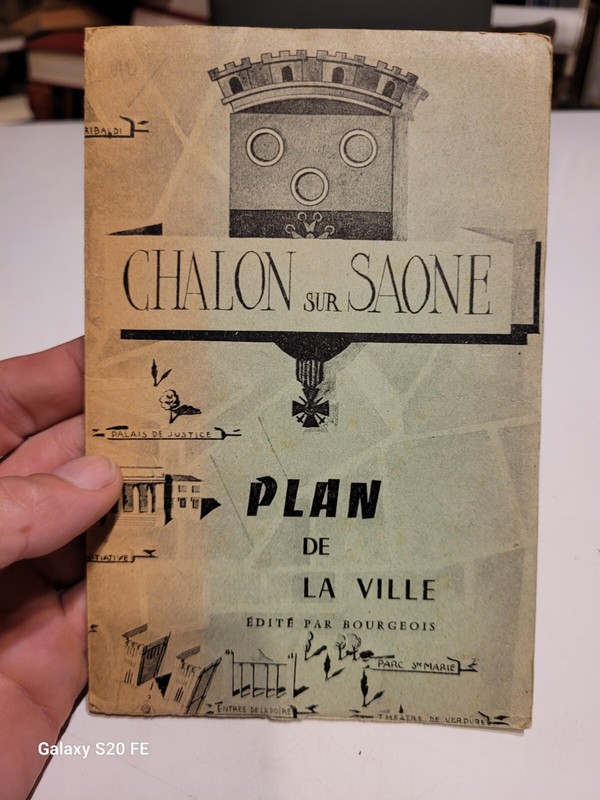 RIBALDI
CHALON SUR SAONE
PALAIS DE JUSTICE
PLAN
DE
LA VILLE
TIATIVE
ÉDITÉ PAR BOURGEOIS
PARC STE MARIE
ENTRÉE DE LA FOIRE
THÉATRE DE VERDURE
Galaxy S20 FE